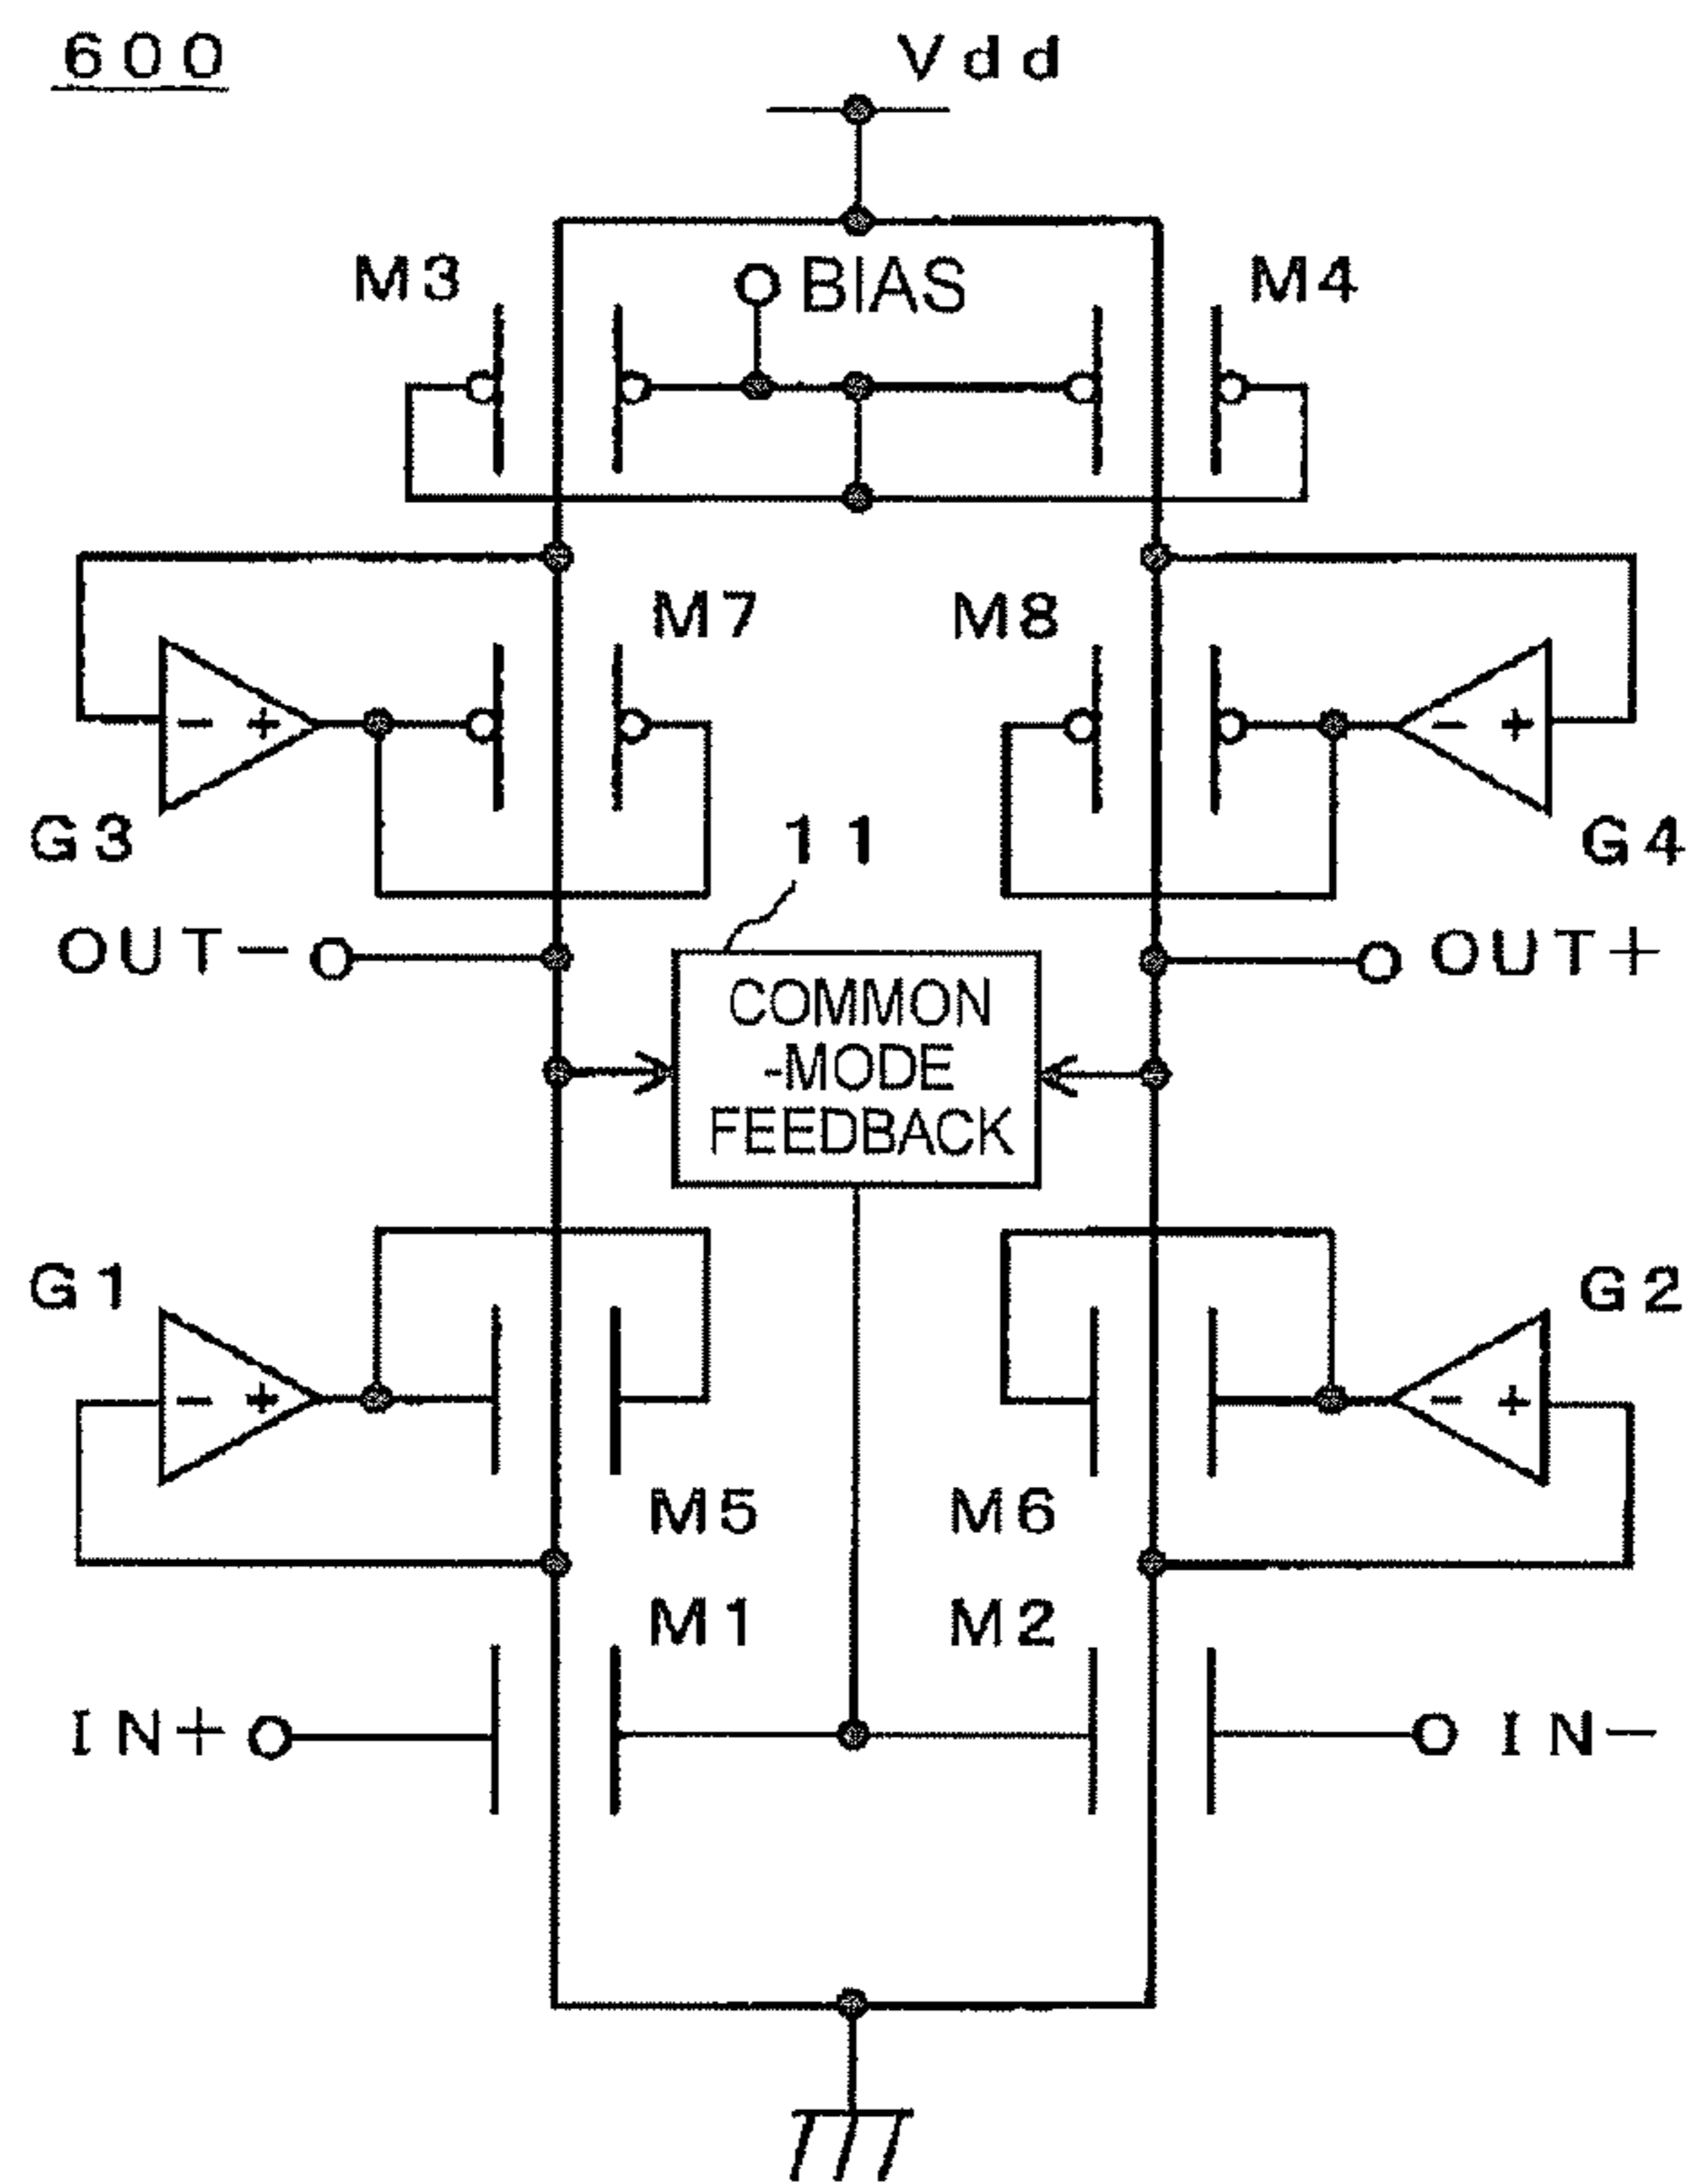 600
Vdd
M3
BIAS
M4
M7
M8
- +
- +
G3
11
G4
OUT-
OUT+
COMMON
-MODE
FEEDBACK
G1
G2
- +
- +
M5
M6
M1
M2
IN+
IN-